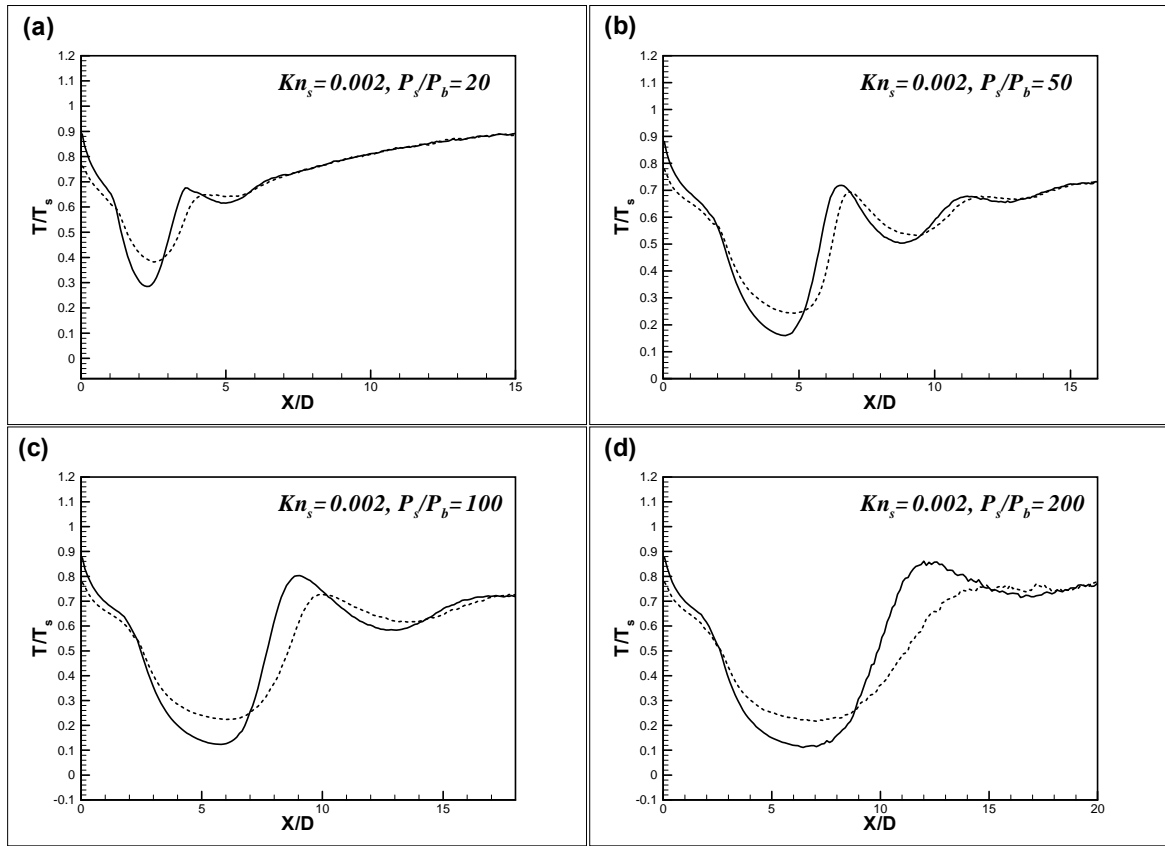 (a)
Kn_s=0.002, P_s/P_b=20
T/T_s
1.2
1.1
1
0.9
0.8
0.7
0.6
0.5
0.4
0.3
0.2
0.1
0
0 5 10 15
X/D
(b)
Kn_s=0.002, P_s/P_b=50
T/T_s
1.2
1.1
1
0.9
0.8
0.7
0.6
0.5
0.4
0.3
0.2
0.1
0
0 5 10 15
X/D
(c)
Kn_s=0.002, P_s/P_b=100
T/T_s
1.2
1.1
1
0.9
0.8
0.7
0.6
0.5
0.4
0.3
0.2
0.1
0
-0.1
0 5 10 15
X/D
(d)
Kn_s=0.002, P_s/P_b=200
T/T_s
1.2
1.1
1
0.9
0.8
0.7
0.6
0.5
0.4
0.3
0.2
0.1
0
-0.1
0 5 10 15 20
X/D